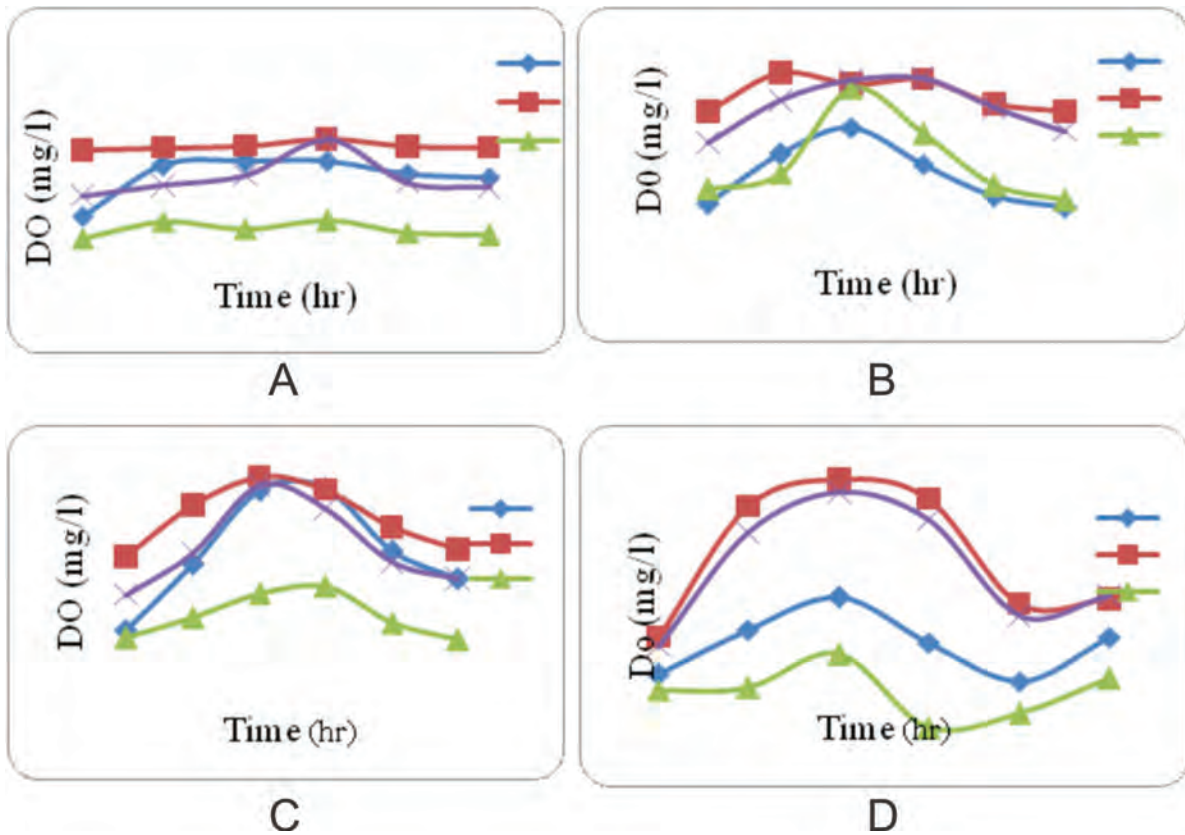 DO (mg/l)
Time (hr)
A
D0 (mg/l)
Time (hr)
B
DO (mg/l)
Time (hr)
C
Do (mg/l)
Time (hr)
D